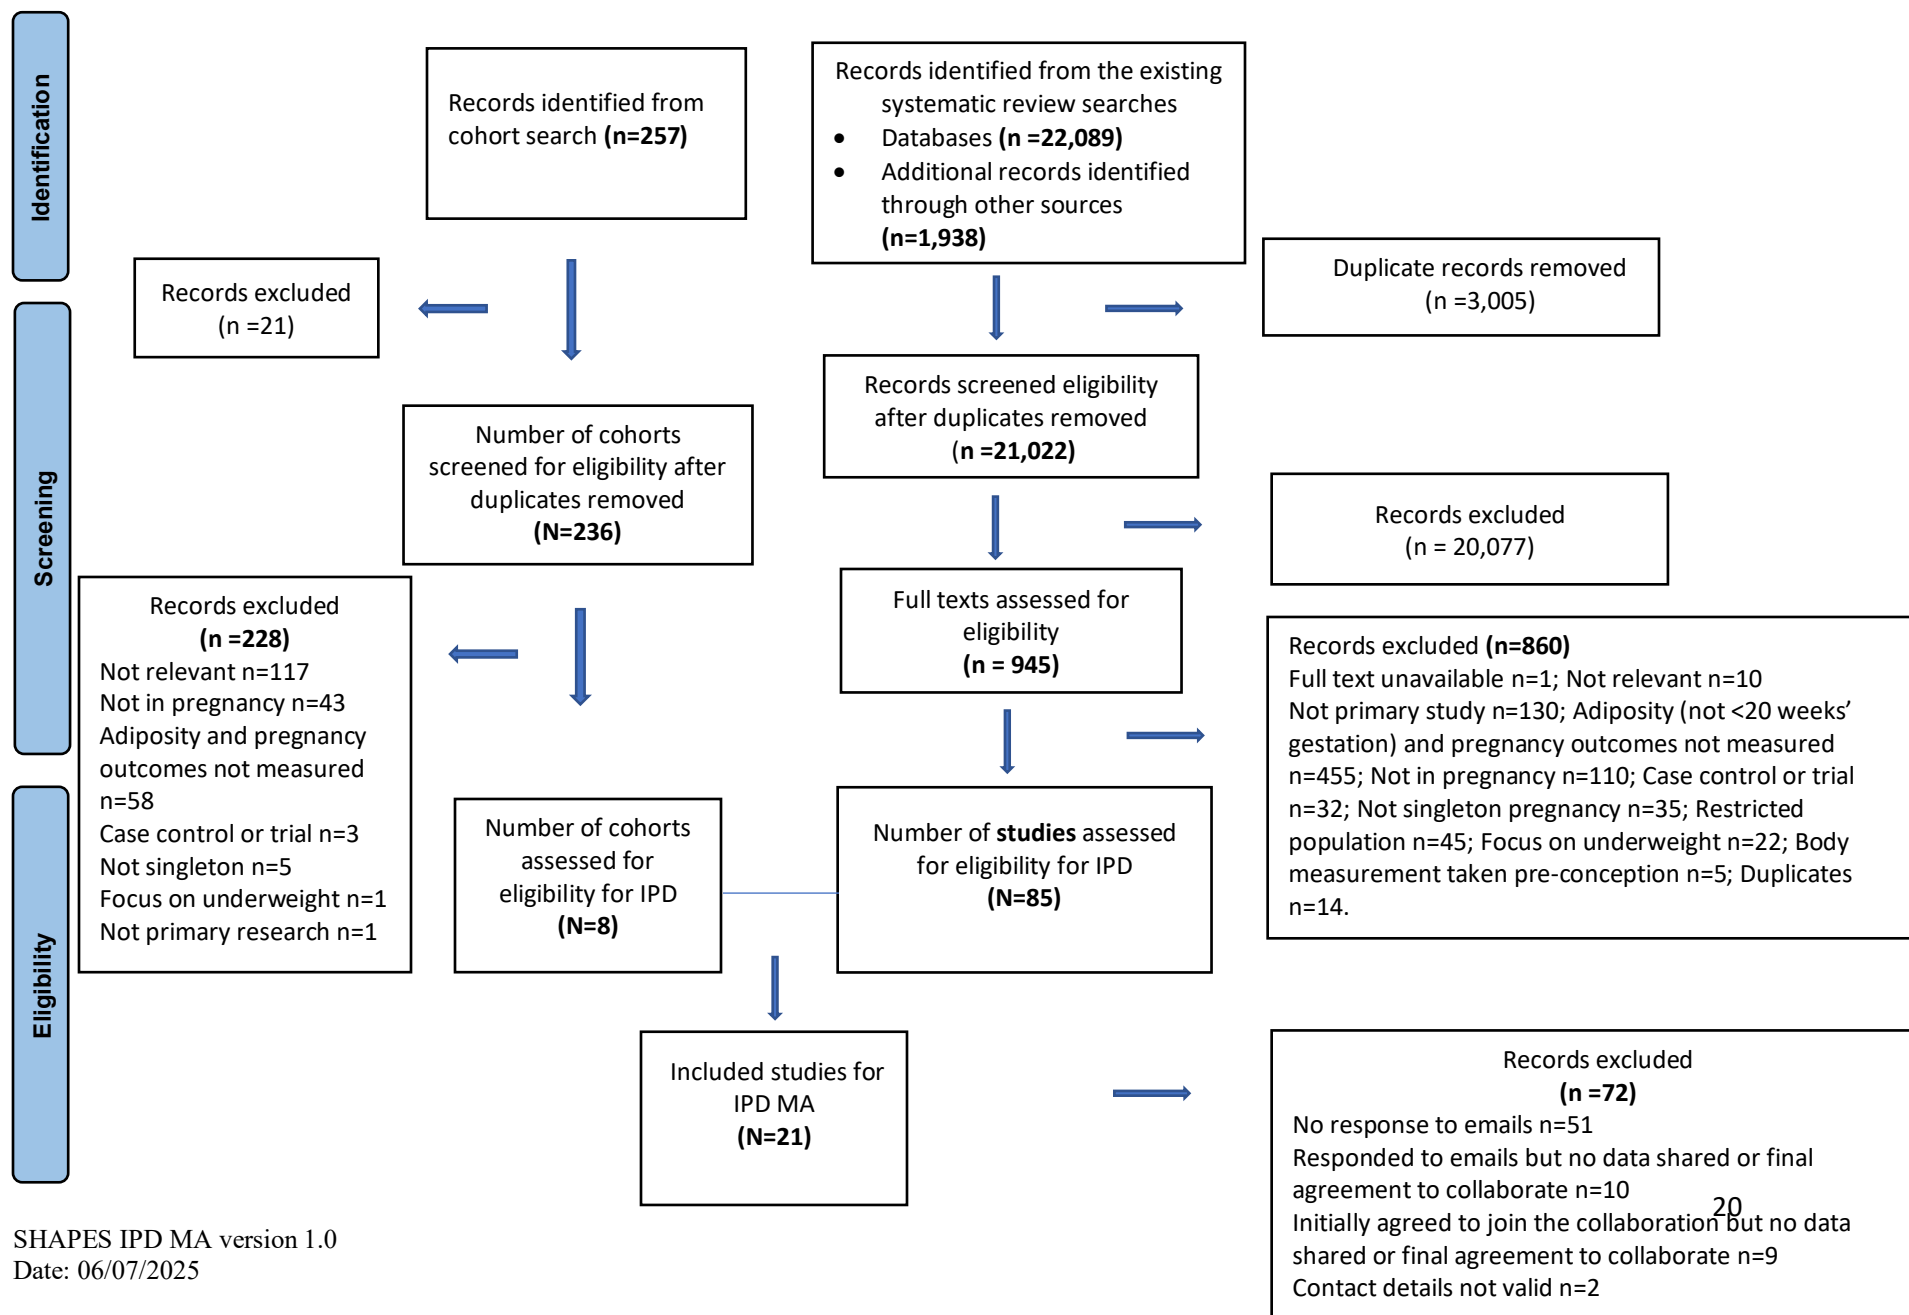 Identification
Records identified from
cohort search (n=257)
Records identified from the existing
systematic review searches
• Databases (n =22,089)
• Additional records identified
through other sources
(n=1,938)
Records excluded
(n =21)
Duplicate records removed
(n =3,005)
Screening
Number of cohorts
screened for eligibility after
duplicates removed
(N=236)
Records screened eligibility
after duplicates removed
(n =21,022)
Records excluded
(n = 20,077)
Records excluded
(n =228)
Not relevant n=117
Not in pregnancy n=43
Adiposity and pregnancy
outcomes not measured
n=58
Case control or trial n=3
Not singleton n=5
Focus on underweight n=1
Not primary research n=1
Full texts assessed for
eligibility
(n = 945)
Records excluded (n=860)
Full text unavailable n=1; Not relevant n=10
Not primary study n=130; Adiposity (not <20 weeks’
gestation) and pregnancy outcomes not measured
n=455; Not in pregnancy n=110; Case control or trial
n=32; Not singleton pregnancy n=35; Restricted
population n=45; Focus on underweight n=22; Body
measurement taken pre-conception n=5; Duplicates
n=14.
Eligibility
Number of cohorts
assessed for
eligibility for IPD
(N=8)
Number of studies assessed
for eligibility for IPD
(N=85)
Included studies for
IPD MA
(N=21)
Records excluded
(n =72)
No response to emails n=51
Responded to emails but no data shared or final
agreement to collaborate n=10
Initially agreed to join the collaboration but no data
shared or final agreement to collaborate n=9
Contact details not valid n=2
20
SHAPES IPD MA version 1.0
Date: 06/07/2025